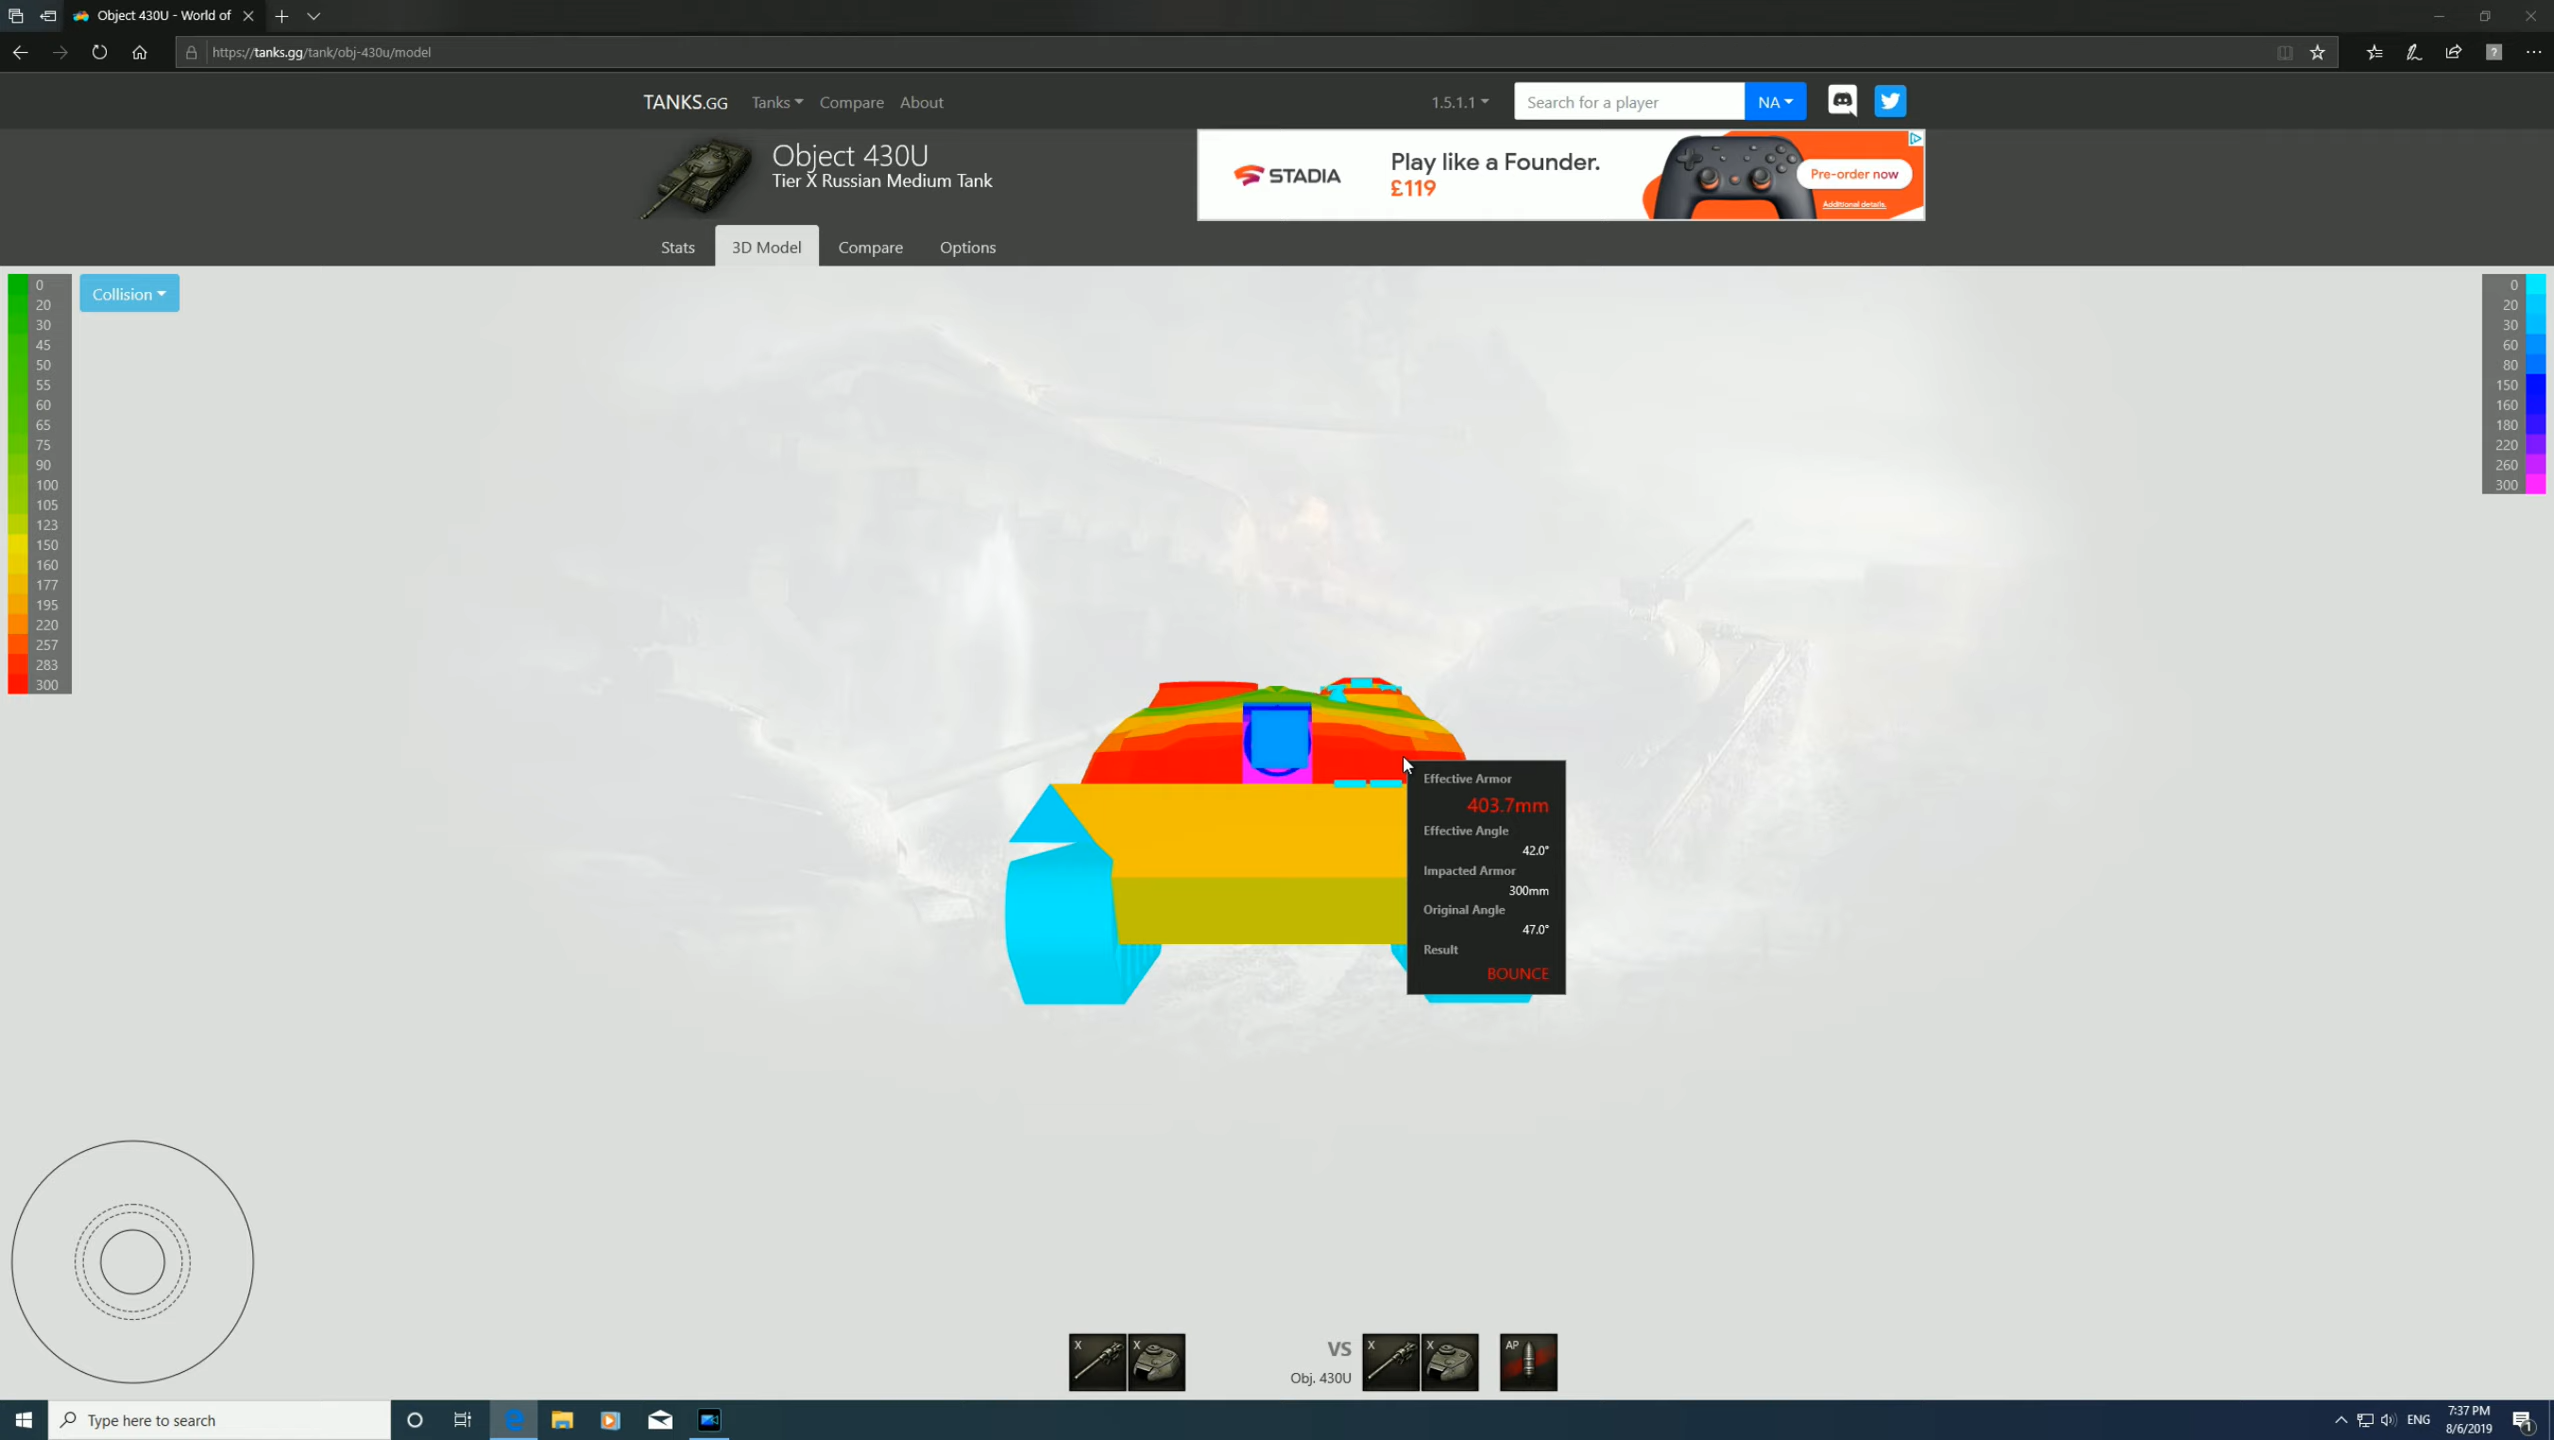 Object 430U - World of
https://tanks.gg/tank/obj-430u/model
TANKS.GG
Tanks
Compare
About
1.5.1.1
Search for a player
NA
Object 430U
Tier X Russian Medium Tank
STADIA
Play like a Founder.
£119
Pre-order now
Additional details.
Stats
3D Model
Compare
Options
Collision
0
20
30
45
50
55
60
65
75
90
100
105
123
150
160
177
195
220
257
283
300
0
20
30
60
80
150
160
180
220
260
300
Effective Armor
403.7mm
Effective Angle
42.0°
Impacted Armor
300mm
Original Angle
47.0°
Result
BOUNCE
X
X
VS
Obj. 430U
X
X
AP
Type here to search
ENG
7:37 PM
8/6/2019
1